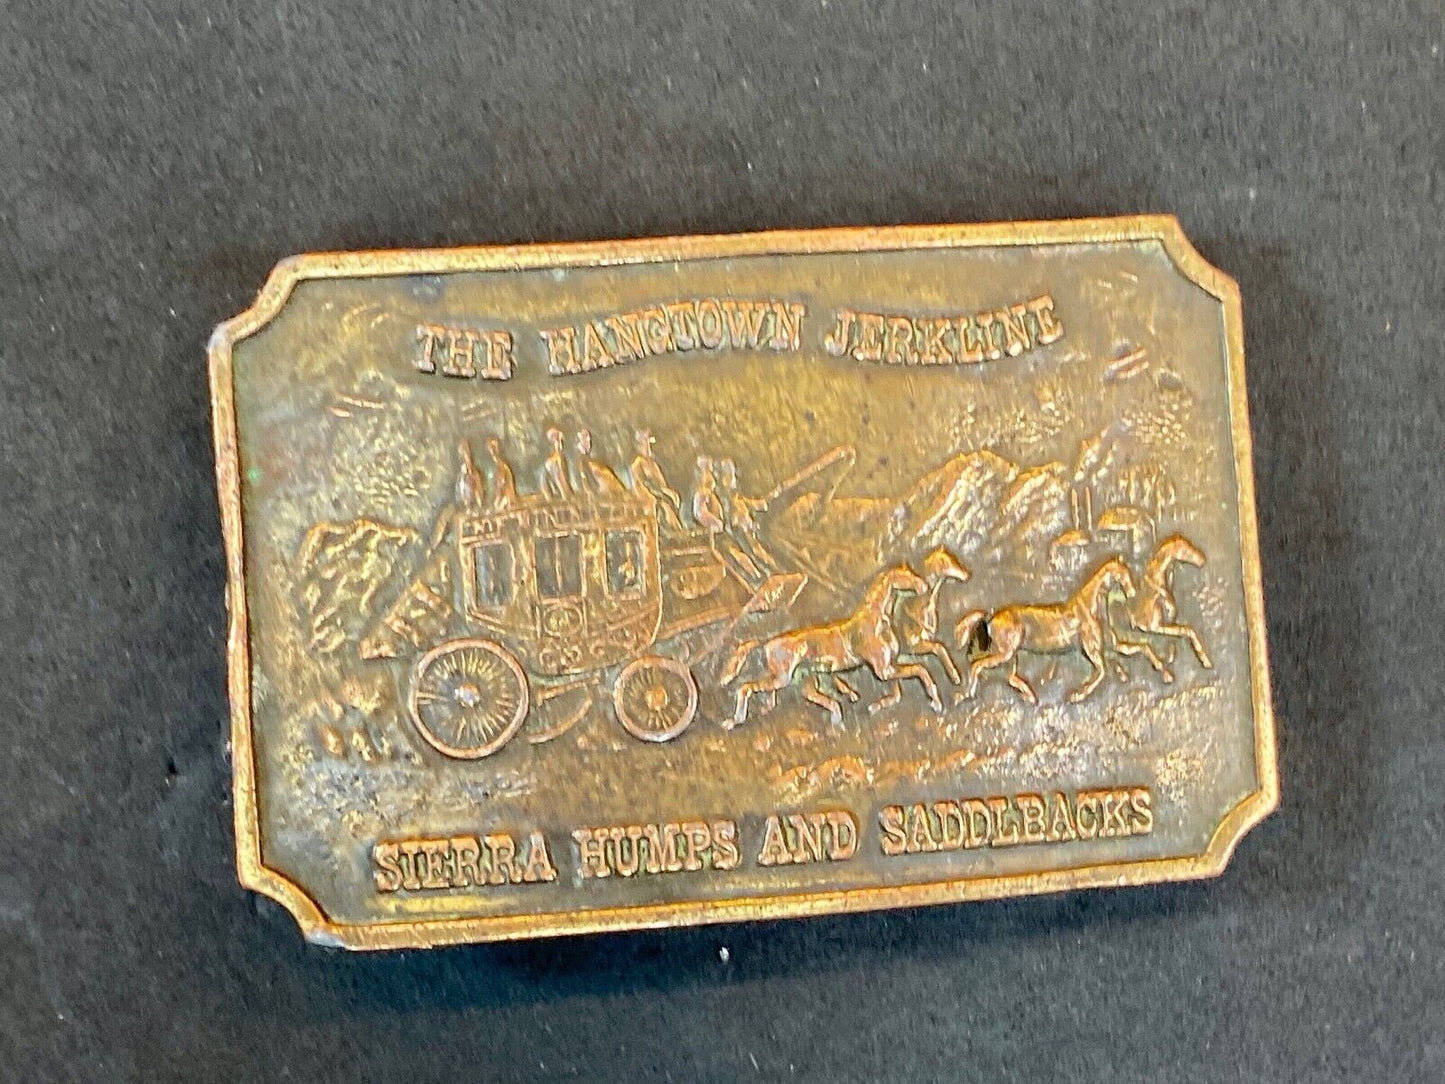 THE HANGTOWN JERKLINE
SIERRA HUMPS AND SADDLBACKS